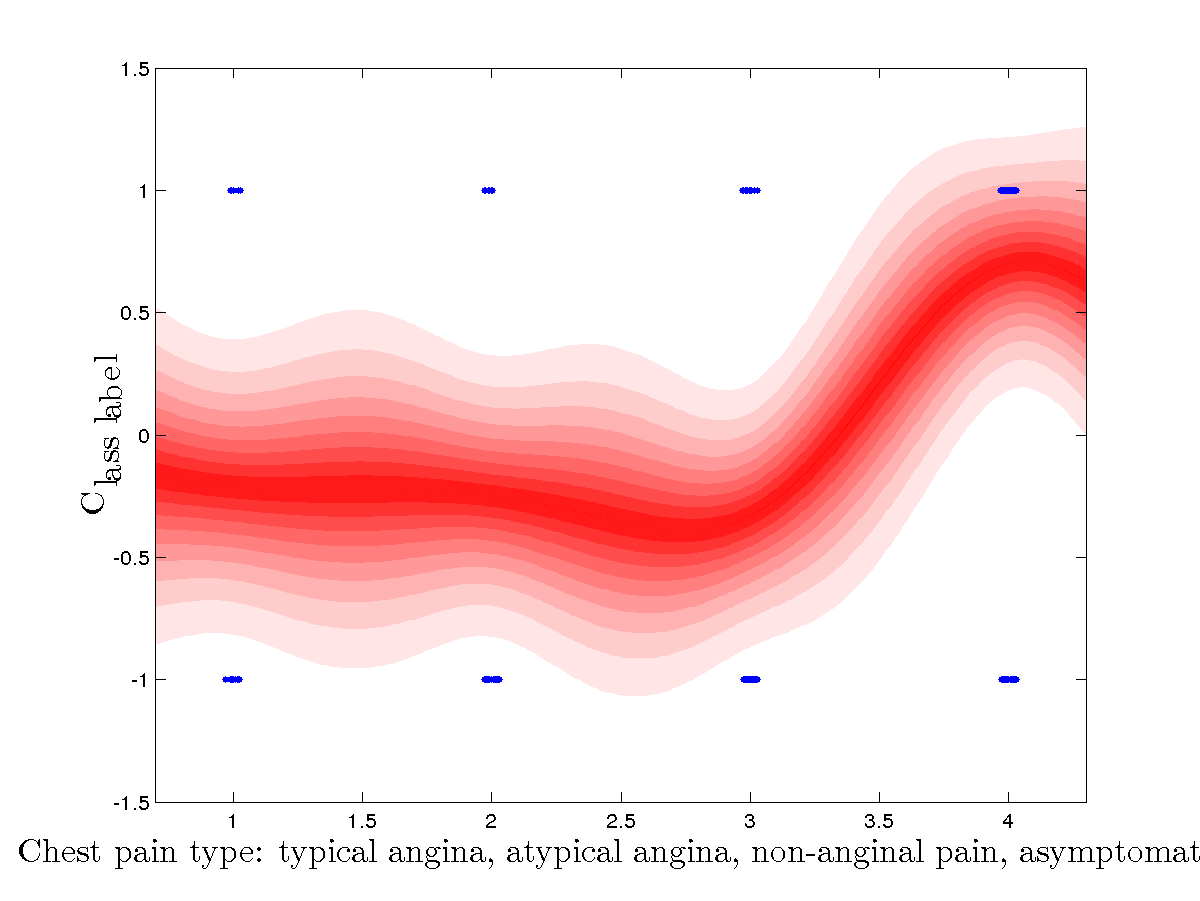 1.5
1
0.5
0
-0.5
-1
-1.5
Class label
1 1.5 2 2.5 3 3.5 4
Chest pain type: typical angina, atypical angina, non-anginal pain, asymptomat